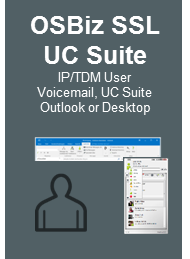 OSBiz SSL
UC Suite
IP/TDM User
Voicemail, UC Suite
Outlook or Desktop